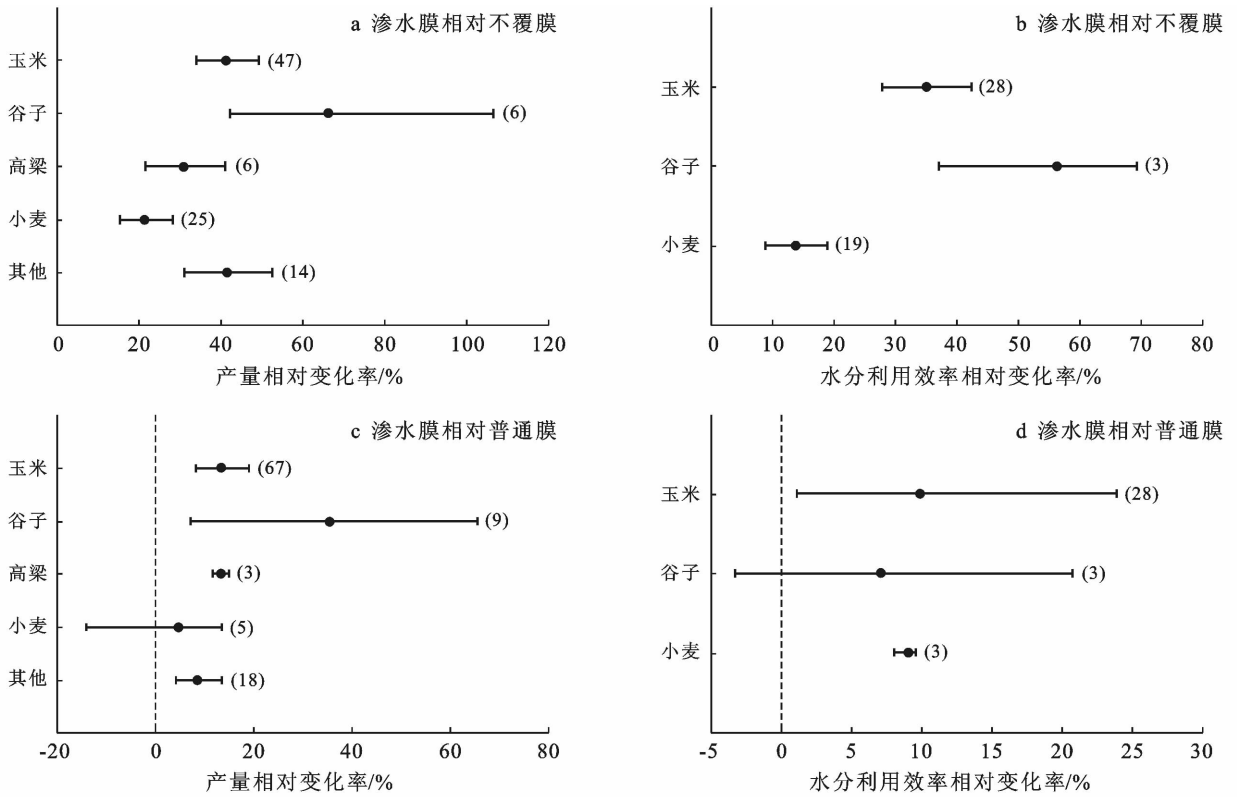 a 渗水膜相对不覆膜
玉米
(47)
谷子
(6)
高粱
(6)
小麦
(25)
其他
(14)
0 20 40 60 80 100 120
产量相对变化率/%
b 渗水膜相对不覆膜
玉米
(28)
谷子
(3)
小麦
(19)
0 10 20 30 40 50 60 70 80
水分利用效率相对变化率/%
c 渗水膜相对普通膜
玉米
(67)
谷子
(9)
高粱
(3)
小麦
(5)
其他
(18)
-20 0 20 40 60 80
产量相对变化率/%
d 渗水膜相对普通膜
玉米
(28)
谷子
(3)
小麦
(3)
-5 0 5 10 15 20 25 30
水分利用效率相对变化率/%